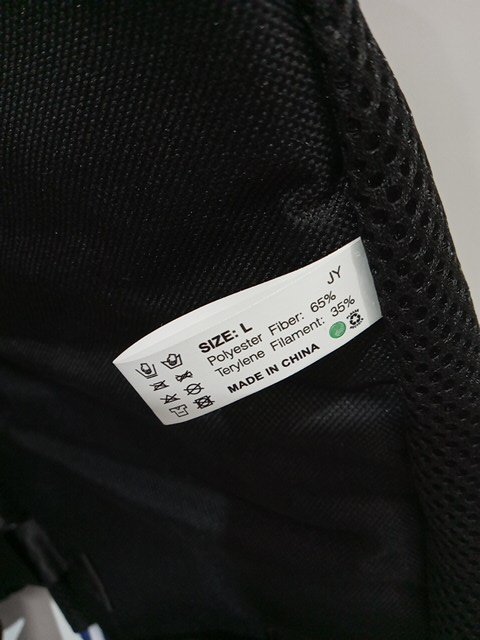 JY
SIZE: L
Polyester Fiber: 65%
Terylene Filament: 35%
MADE IN CHINA